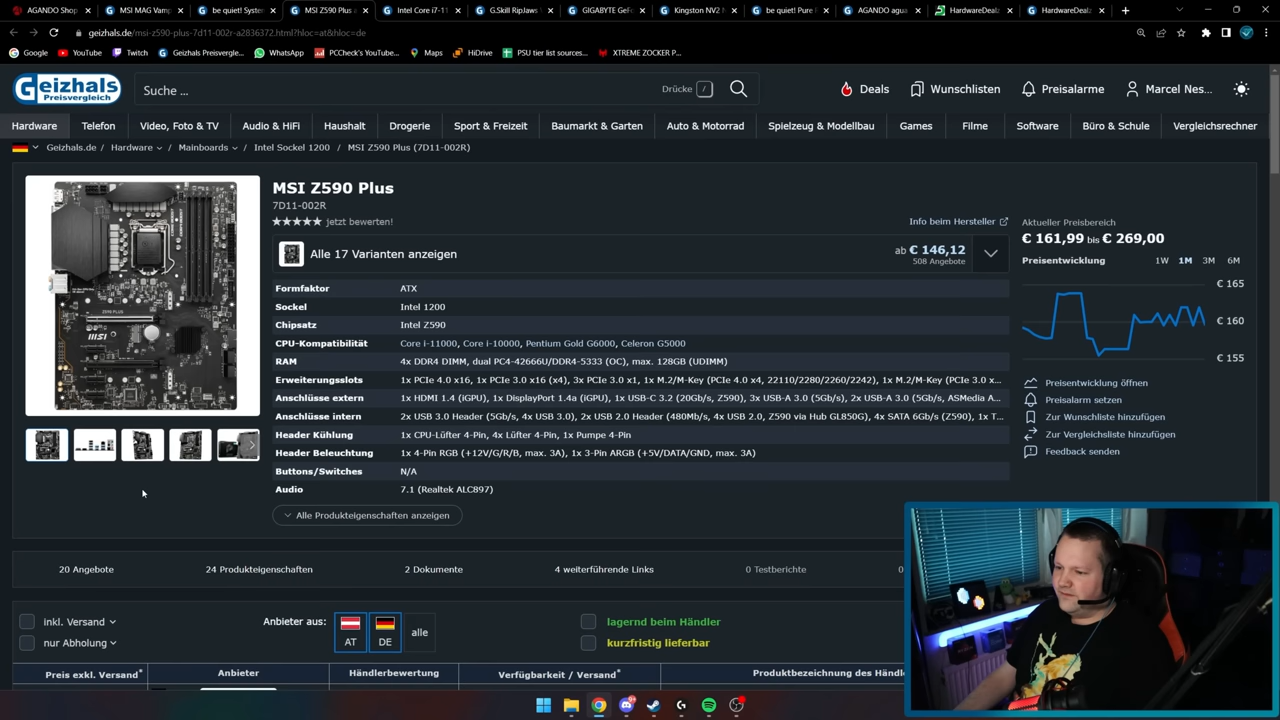 AGANDO Shop
MSI MAG Vamp
be quiet! Syste
MSI Z590 Plus a
Intel Core i7-11
G.Skill RipJaws
GIGABYTE GeFo
Kingston NV2 N
be quiet! Pure
AGANDO agua
HardwareDealz
HardwareDealz
geizhals.de/msi-z590-plus-7d11-002r-a2836372.html?hloc=at&hloc=de
Google
YouTube
Twitch
Geizhals Preisvergle...
WhatsApp
PCCheck's YouTube...
Maps
HiDrive
PSU tier list sources...
XTREME ZOCKER P...
Geizhals
Preisvergleich
Suche ...
Drücke /
Deals
Wunschlisten
Preisalarme
Marcel Nes...
Hardware
Telefon
Video, Foto & TV
Audio & HiFi
Haushalt
Drogerie
Sport & Freizeit
Baumarkt & Garten
Auto & Motorrad
Spielzeug & Modellbau
Games
Filme
Software
Büro & Schule
Vergleichsrechner
Geizhals.de / Hardware / Mainboards / Intel Sockel 1200 / MSI Z590 Plus (7D11-002R)
MSI Z590 Plus
7D11-002R
jetzt bewerten!
Info beim Hersteller
Alle 17 Varianten anzeigen
ab € 146,12
508 Angebote
Formfaktor ATX
Sockel Intel 1200
Chipsatz Intel Z590
CPU-Kompatibilität Core i-11000, Core i-10000, Pentium Gold G6000, Celeron G5000
RAM 4x DDR4 DIMM, dual PC4-42666U/DDR4-5333 (OC), max. 128GB (UDIMM)
Erweiterungsslots 1x PCIe 4.0 x16, 1x PCIe 3.0 x16 (x4), 3x PCIe 3.0 x1, 1x M.2/M-Key (PCIe 4.0 x4, 22110/2280/2260/2242), 1x M.2/M-Key (PCIe 3.0 x...
Anschlüsse extern 1x HDMI 1.4 (iGPU), 1x DisplayPort 1.4a (iGPU), 1x USB-C 3.2 (20Gb/s, Z590), 3x USB-A 3.0 (5Gb/s), 2x USB-A 3.0 (5Gb/s, ASMedia A...
Anschlüsse intern 2x USB 3.0 Header (5Gb/s, 4x USB 3.0, Z590), 2x USB 2.0 Header (480Mb/s, 4x USB 2.0, Z590 via Hub GL850G), 4x SATA 6Gb/s (Z590), 1x T...
Header Kühlung 1x CPU-Lüfter 4-Pin, 4x Lüfter 4-Pin, 1x Pumpe 4-Pin
Header Beleuchtung 1x 4-Pin RGB (+12V/G/R/B, max. 3A), 1x 3-Pin ARGB (+5V/DATA/GND, max. 3A)
Buttons/Switches N/A
Audio 7.1 (Realtek ALC897)
Alle Produkteigenschaften anzeigen
Aktueller Preisbereich
€ 161,99 bis € 269,00
Preisentwicklung 1W 1M 3M 6M
€ 165
€ 160
€ 155
Preisentwicklung öffnen
Preisalarm setzen
Zur Wunschliste hinzufügen
Zur Vergleichsliste hinzufügen
Feedback senden
20 Angebote
24 Produkteigenschaften
2 Dokumente
4 weiterführende Links
0 Testberichte
0
inkl. Versand
nur Abholung
Anbieter aus:
AT
DE
alle
lagernd beim Händler
kurzfristig lieferbar
Preis exkl. Versand*
Anbieter
Händlerbewertung
Verfügbarkeit / Versand*
Produktbezeichnung des Händle